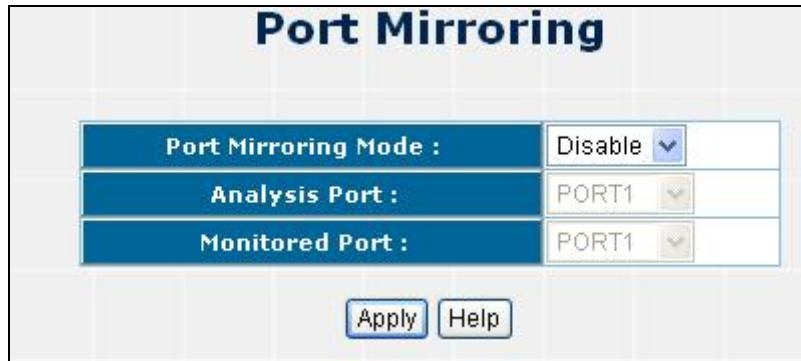 Port Mirroring
Port Mirroring Mode : Disable
Analysis Port : PORT1
Monitored Port : PORT1
Apply Help